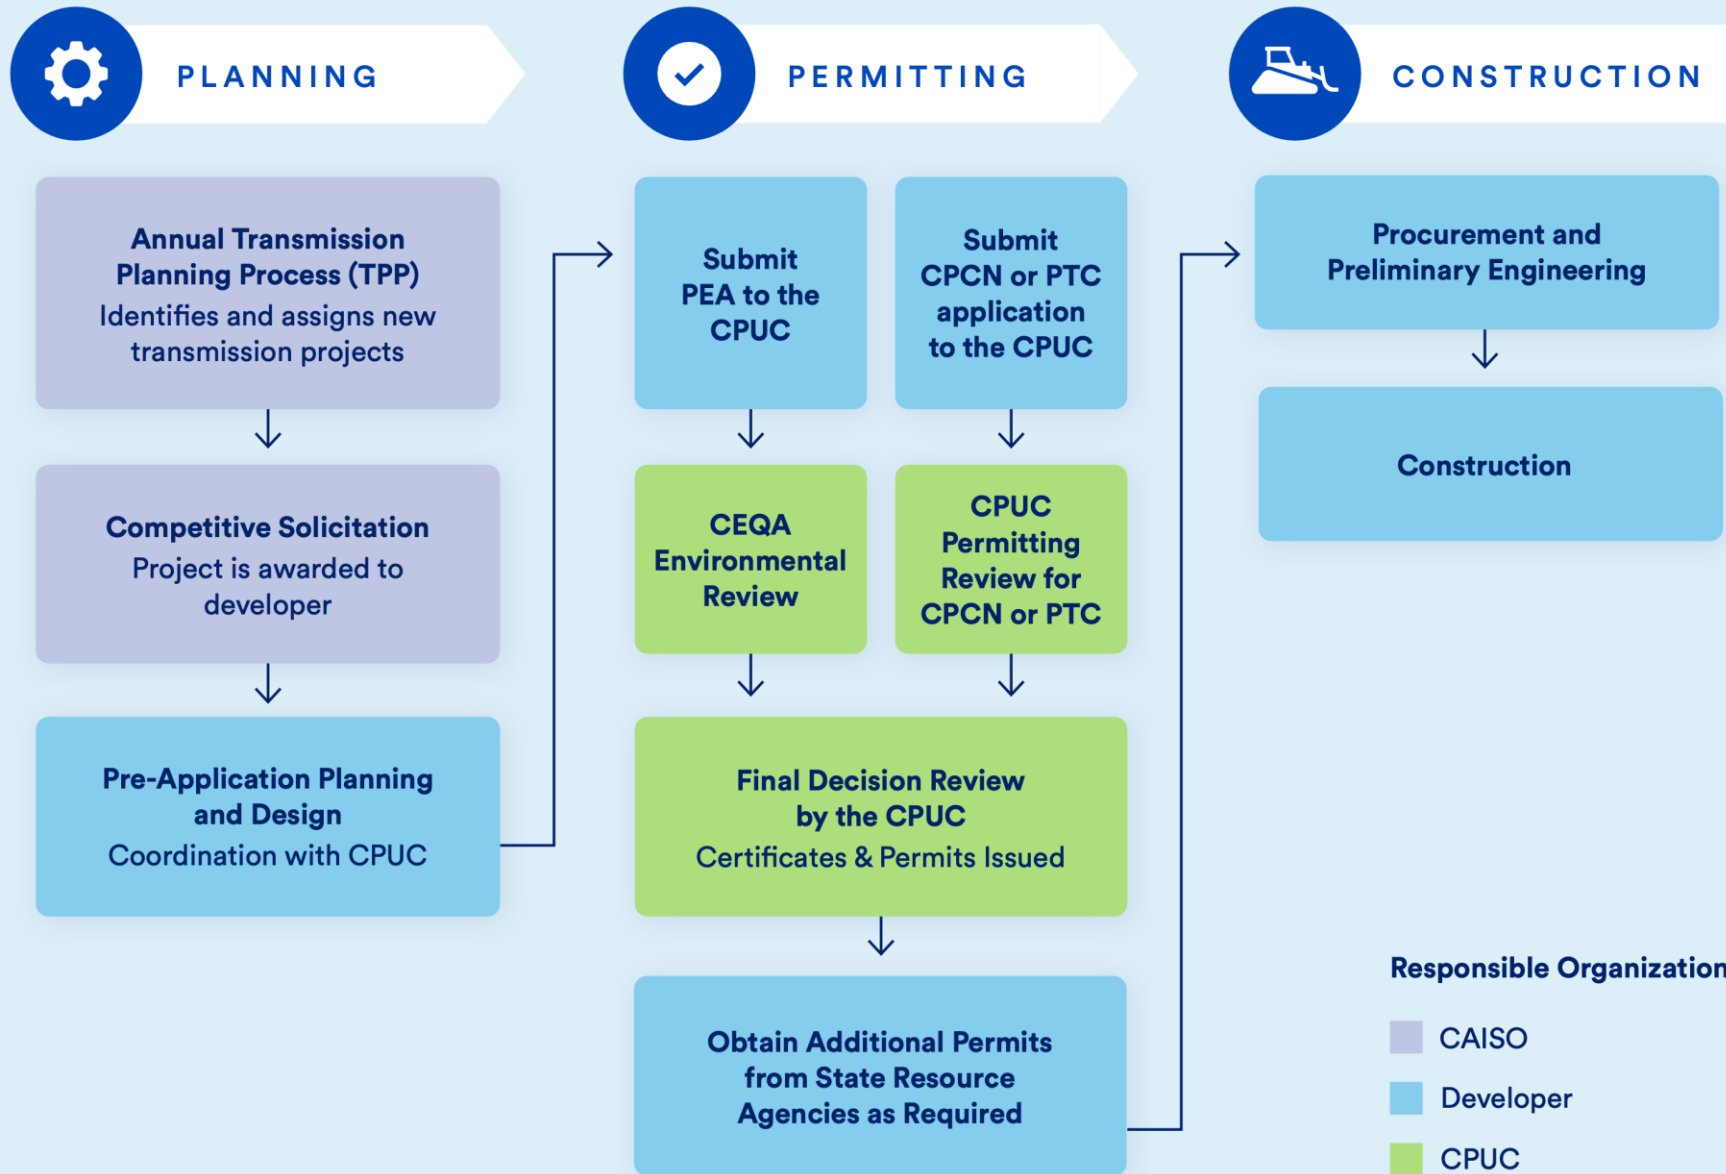 PLANNING
Annual Transmission
Planning Process (TPP)
Identifies and assigns new
transmission projects
Competitive Solicitation
Project is awarded to
developer
Pre-Application Planning
and Design
Coordination with CPUC
PERMITTING
Submit
PEA to the
CPUC
Submit
CPCN or PTC
application
to the CPUC
CEQA
Environmental
Review
CPUC
Permitting
Review for
CPCN or PTC
Final Decision Review
by the CPUC
Certificates & Permits Issued
Obtain Additional Permits
from State Resource
Agencies as Required
CONSTRUCTION
Procurement and
Preliminary Engineering
Construction
Responsible Organization
CAISO
Developer
CPUC